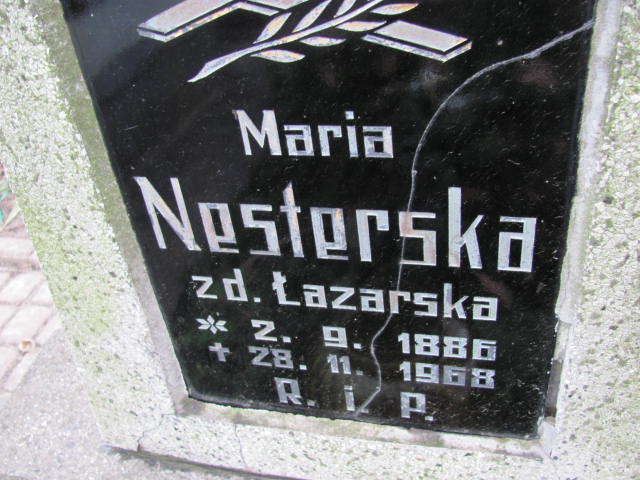 Maria
Nesterska
zd. Łazarska
* 2. 9. 1886
+ 28. 11. 1968
R. i. P.